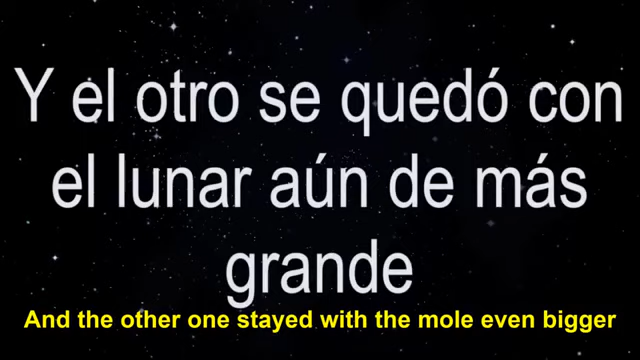 Y el otro se quedó con
el lunar aún de más
grande
And the other one stayed with the mole even bigger